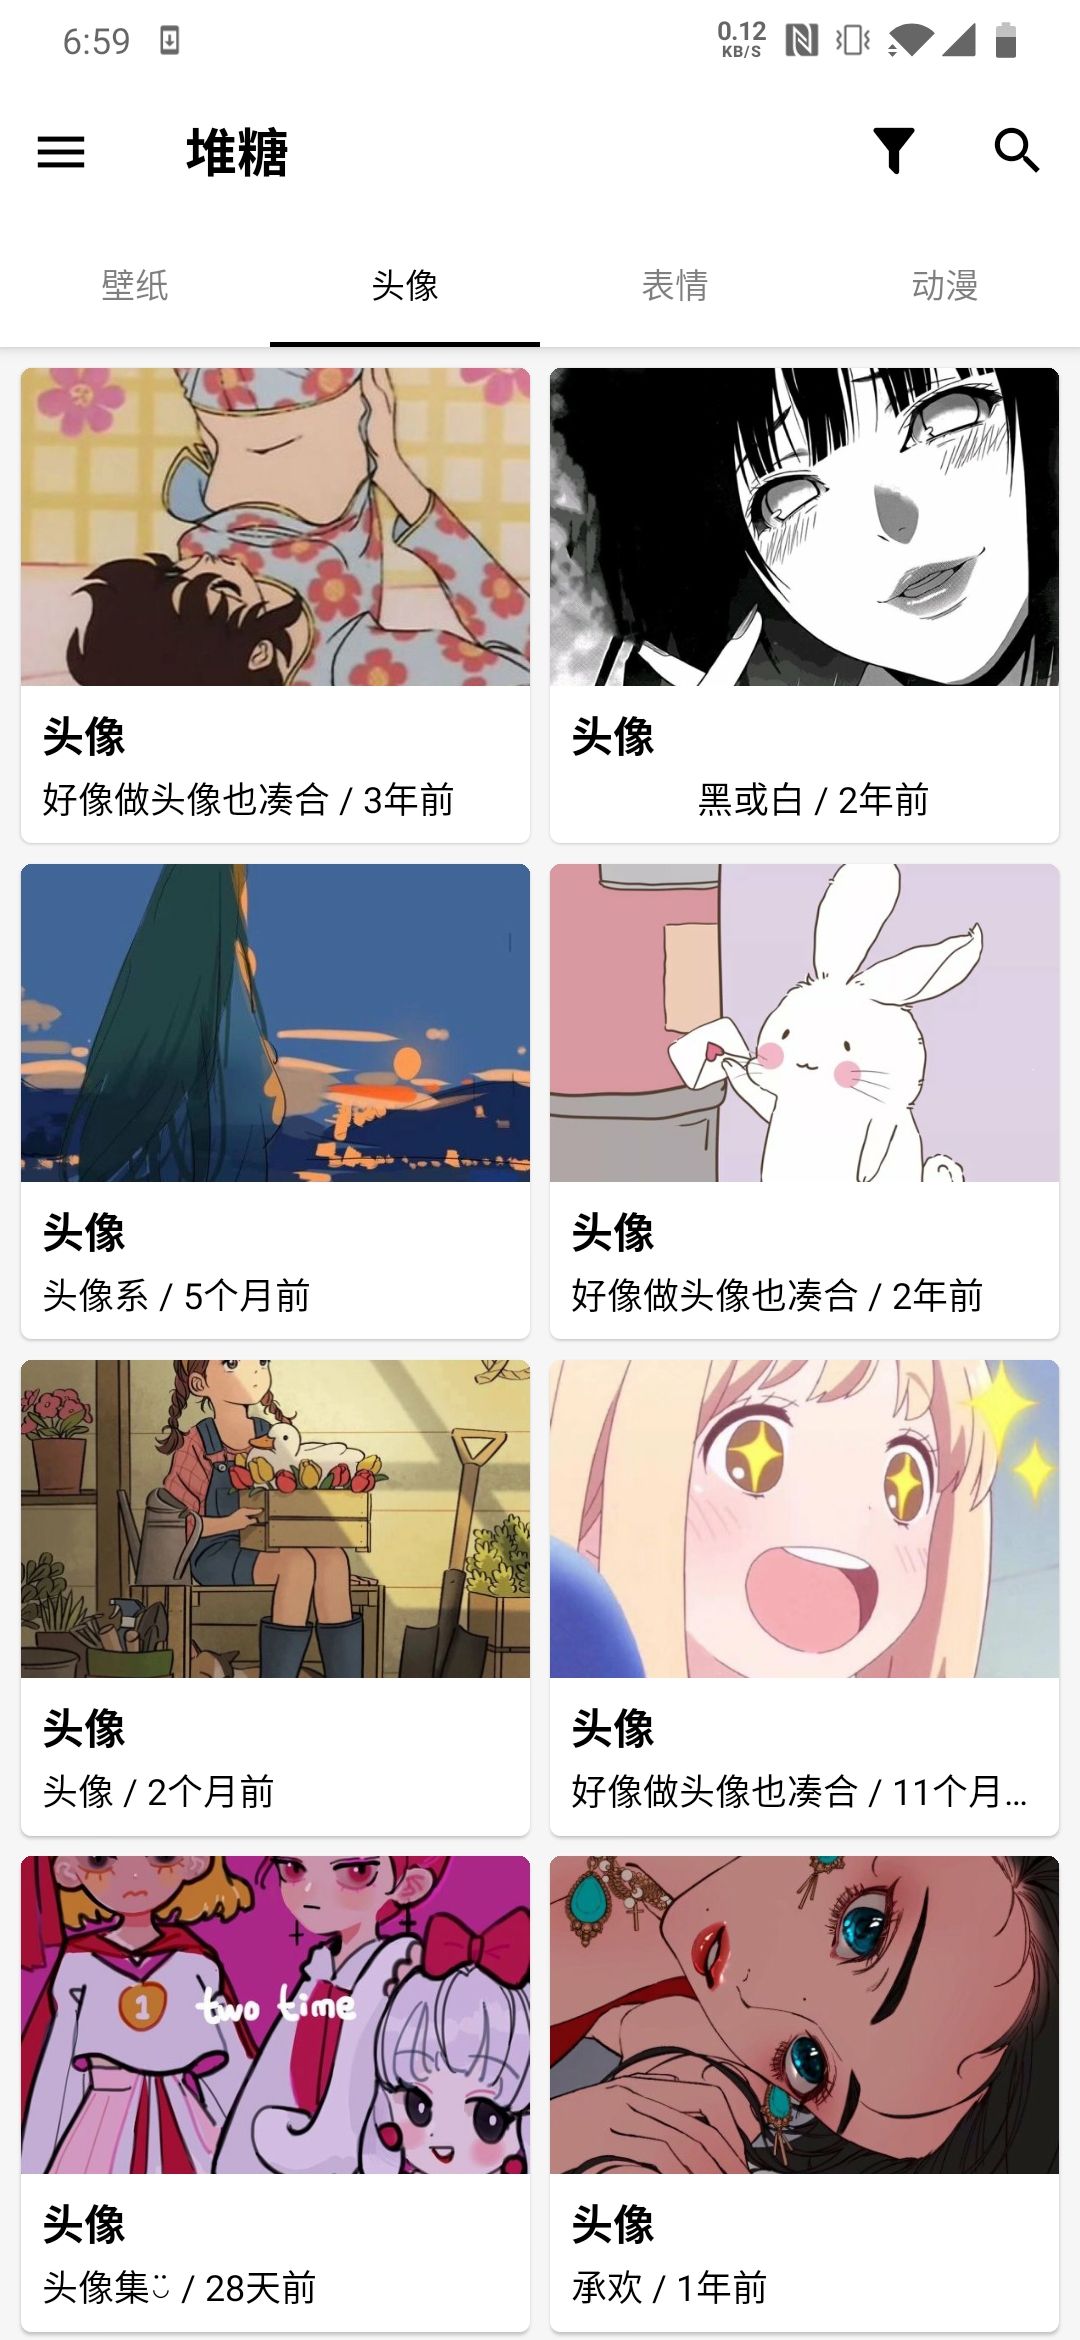 6:59
0.12
KB/S
堆糖
壁纸
头像
表情
动漫
头像
好像做头像也凑合 / 3年前
头像
黑或白 / 2年前
头像
头像系 / 5个月前
头像
好像做头像也凑合 / 2年前
头像
头像 / 2个月前
头像
好像做头像也凑合 / 11个月...
1
two time
头像
头像集ᵕ̈ / 28天前
头像
承欢 / 1年前